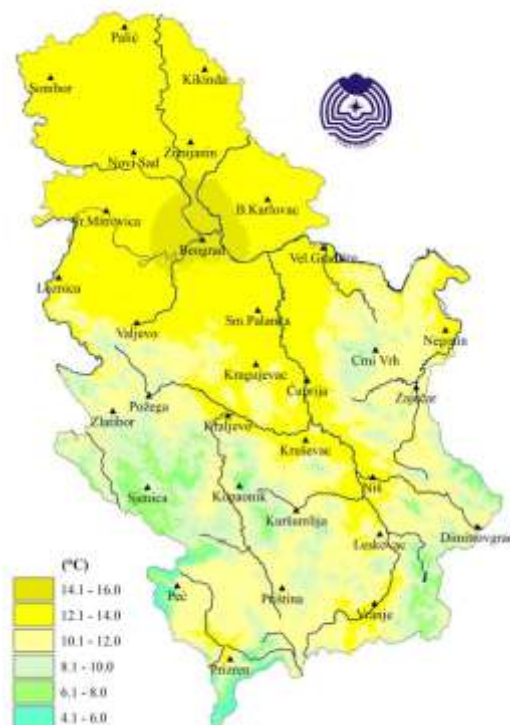 Palić
Kikinda
Sombor
Zrenjanin
Novi Sad
B.Karlovac
Sr.Mitrovica
Beograd
Vel.Gradište
Loznica
Valjevo
Sm.Palanka
Negotin
Crni Vrh
Kragujevac
Ćuprija
Zaječar
Požega
Zlatibor
Kraljevo
Kruševac
Niš
Sjenica
Kopaonik
Kuršumlija
Dimitrovgrad
Leskovac
(°C)
14.1 - 16.0
12.1 - 14.0
10.1 - 12.0
8.1 - 10.0
6.1 - 8.0
4.1 - 6.0
Peć
Priština
Vranje
Prizren